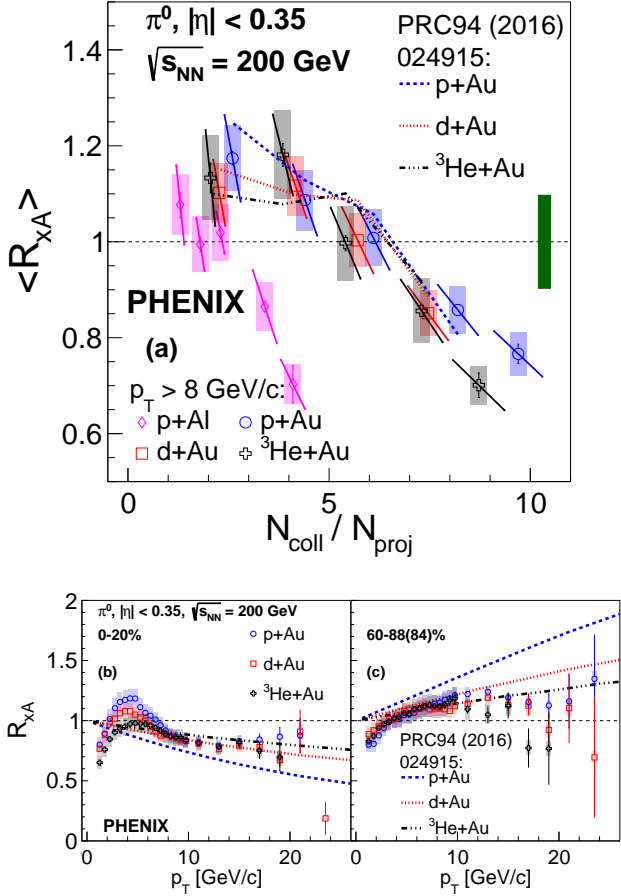 π⁰, |η| < 0.35
√s_NN = 200 GeV
PRC94 (2016)
024915:
p+Au
d+Au
³He+Au
1.4
1.2
1
0.8
0.6
<R_xA>
PHENIX
(a)
p_T > 8 GeV/c:
p+Al
p+Au
d+Au
³He+Au
0
5
10
N_coll / N_proj
2
1.5
1
0.5
0
R_xA
π⁰, |η| < 0.35, √s_NN = 200 GeV
0-20%
p+Au
(b)
d+Au
³He+Au
PHENIX
0
10
20
p_T [GeV/c]
60-88(84)%
(c)
PRC94 (2016)
024915:
p+Au
d+Au
³He+Au
0
10
20
p_T [GeV/c]